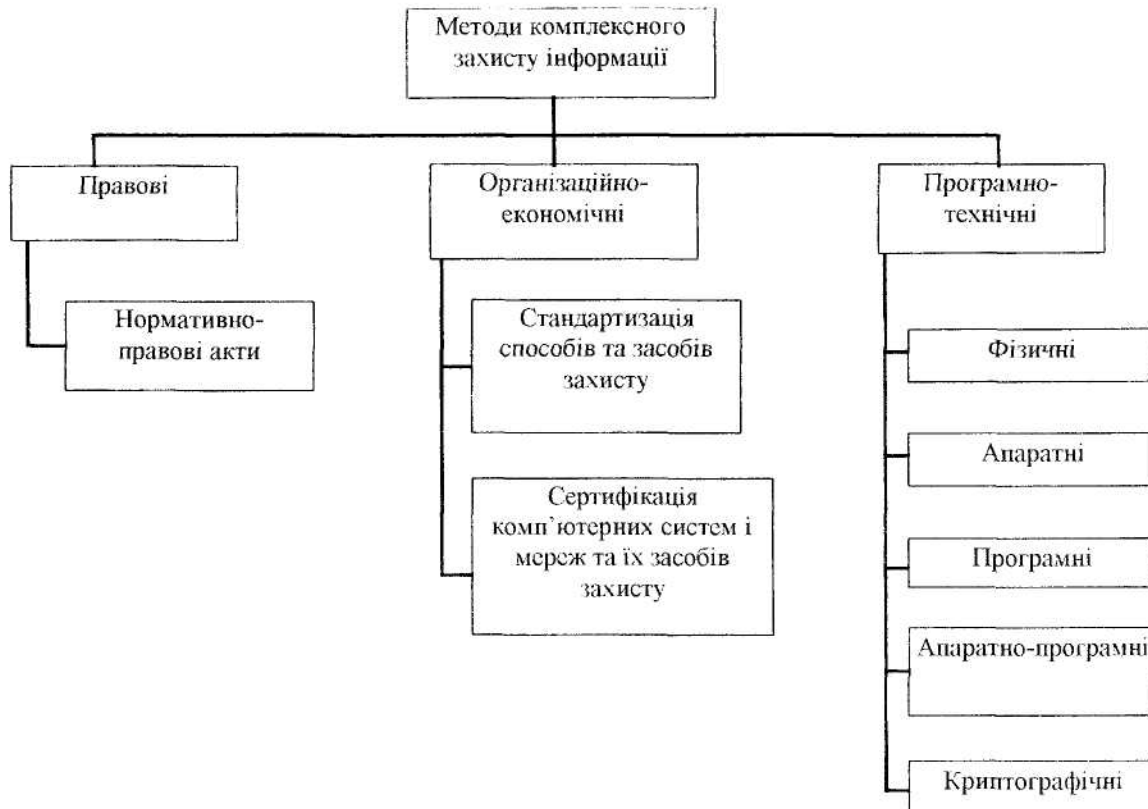 Методи комплексного
захисту інформації
Правові
Організаційно-
економічні
Програмно-
технічні
Нормативно-
правові акти
Стандартизація
способів та засобів
захисту
Сертифікація
комп’ютерних систем і
мереж та їх засобів
захисту
Фізичні
Апаратні
Програмні
Апаратно-програмні
Криптографічні